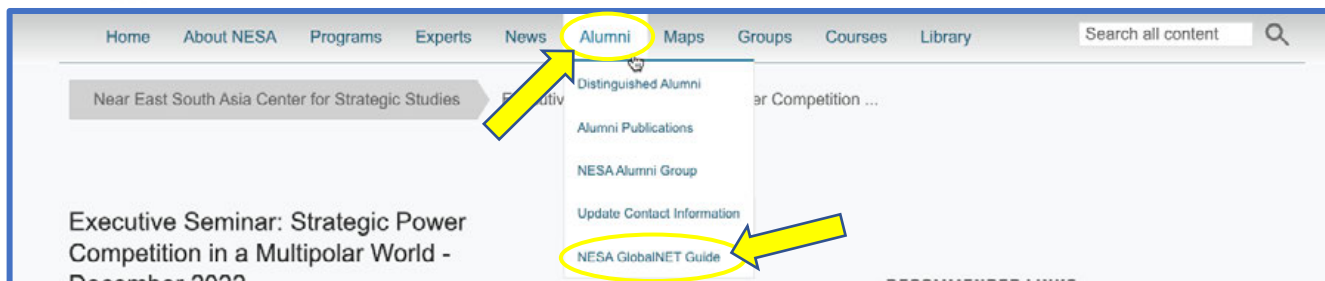 Home About NESA Programs Experts News Alumni Maps Groups Courses Library Search all content
Near East South Asia Center for Strategic Studies
er Competition ...
Distinguished Alumni
Alumni Publications
NESA Alumni Group
Update Contact Information
NESA GlobalNET Guide
Executive Seminar: Strategic Power
Competition in a Multipolar World -